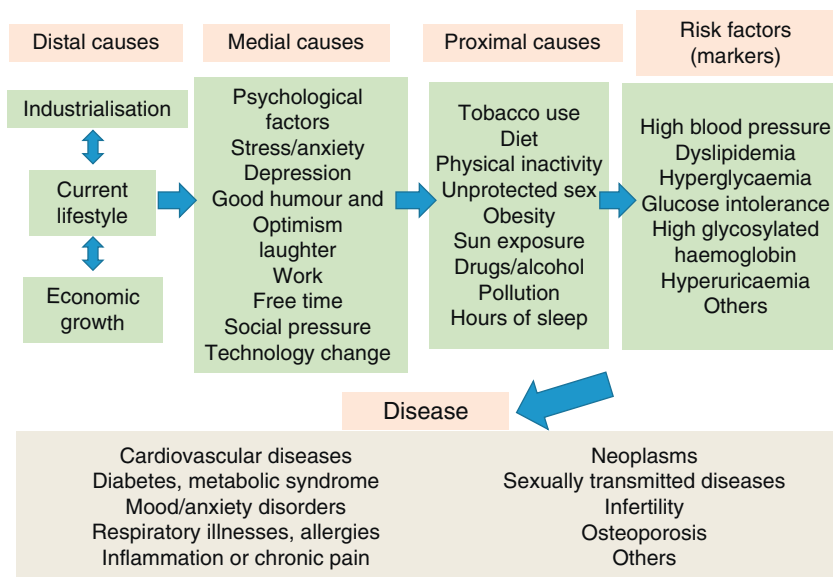 Distal causes
Industrialisation
Current
lifestyle
Economic
growth
Medial causes
Psychological
factors
Stress/anxiety
Depression
Good humour and
Optimism
laughter
Work
Free time
Social pressure
Technology change
Proximal causes
Tobacco use
Diet
Physical inactivity
Unprotected sex
Obesity
Sun exposure
Drugs/alcohol
Pollution
Hours of sleep
Risk factors
(markers)
High blood pressure
Dyslipidemia
Hyperglycaemia
Glucose intolerance
High glycosylated
haemoglobin
Hyperuricaemia
Others
Disease
Cardiovascular diseases
Diabetes, metabolic syndrome
Mood/anxiety disorders
Respiratory illnesses, allergies
Inflammation or chronic pain
Neoplasms
Sexually transmitted diseases
Infertility
Osteoporosis
Others